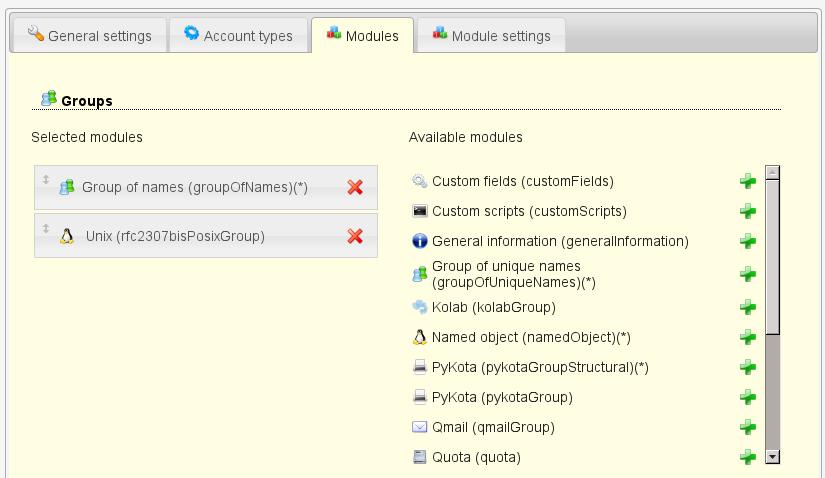 General settings
Account types
Modules
Module settings
Groups
Selected modules
Available modules
Group of names (groupOfNames)(*)
Unix (rfc2307bisPosixGroup)
Custom fields (customFields)
Custom scripts (customScripts)
General information (generalInformation)
Group of unique names
(groupOfUniqueNames)(*)
Kolab (kolabGroup)
Named object (namedObject)(*)
PyKota (pykotaGroupStructural)(*)
PyKota (pykotaGroup)
Qmail (qmailGroup)
Quota (quota)